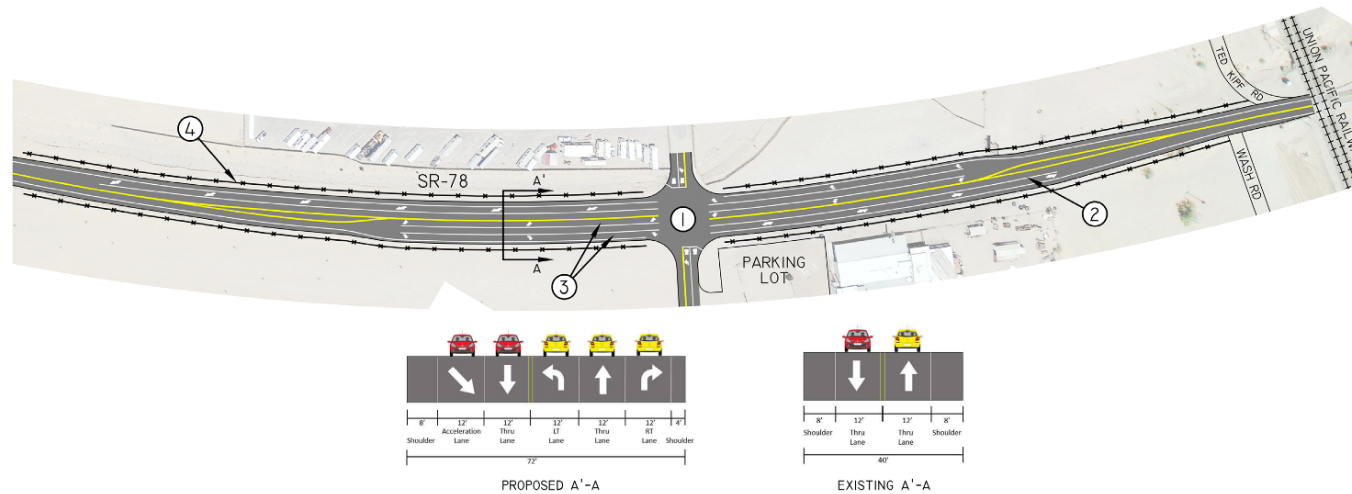 UNION PACIFIC RAILW
TED KIPF RD
4
A'
SR-78
1
WASH RD
2
A
3
PARKING
LOT
8'
12'
12'
12'
12'
12'
4'
Shoulder
Acceleration
Lane
Thru
Lane
LT
Lane
Thru
Lane
RT
Lane
Shoulder
72'
PROPOSED A'-A
8'
12'
12'
8'
Shoulder
Thru
Lane
Thru
Lane
Shoulder
40'
EXISTING A'-A